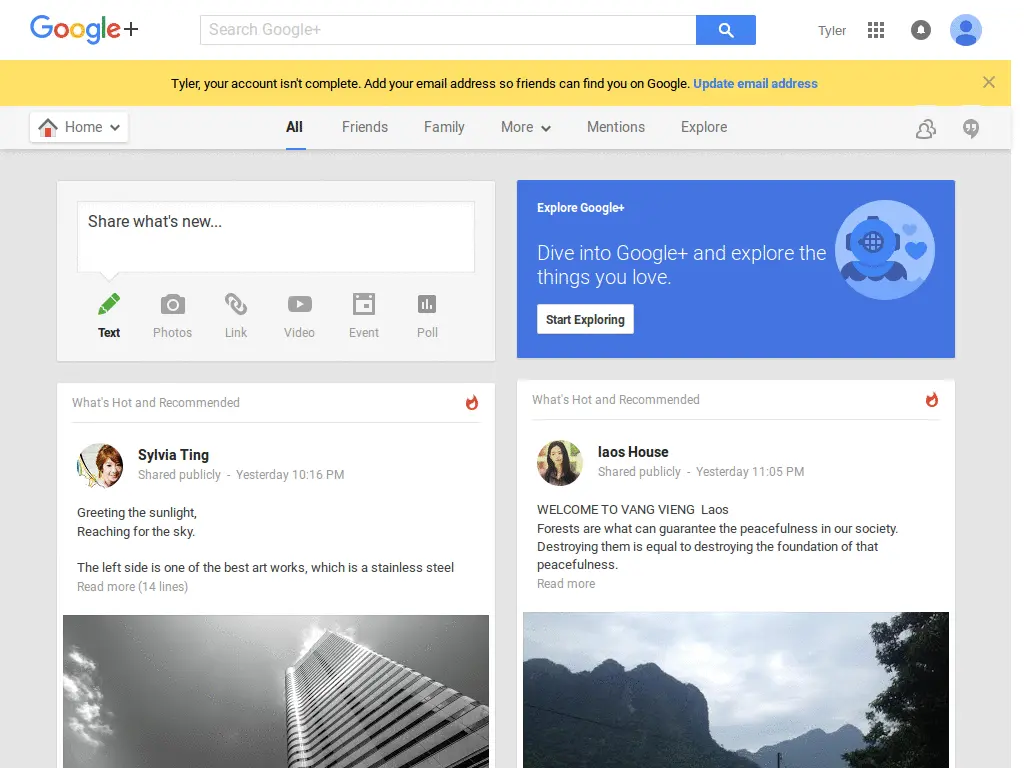 Google+
Search Google+
Tyler
Tyler, your account isn't complete. Add your email address so friends can find you on Google. Update email address
Home
All
Friends
Family
More
Mentions
Explore
Share what's new...
Text
Photos
Link
Video
Event
Poll
Explore Google+
Dive into Google+ and explore the
things you love.
Start Exploring
What's Hot and Recommended
Sylvia Ting
Shared publicly - Yesterday 10:16 PM
Greeting the sunlight,
Reaching for the sky.
The left side is one of the best art works, which is a stainless steel
Read more (14 lines)
What's Hot and Recommended
laos House
Shared publicly - Yesterday 11:05 PM
WELCOME TO VANG VIENG Laos
Forests are what can guarantee the peacefulness in our society.
Destroying them is equal to destroying the foundation of that
peacefulness.
Read more